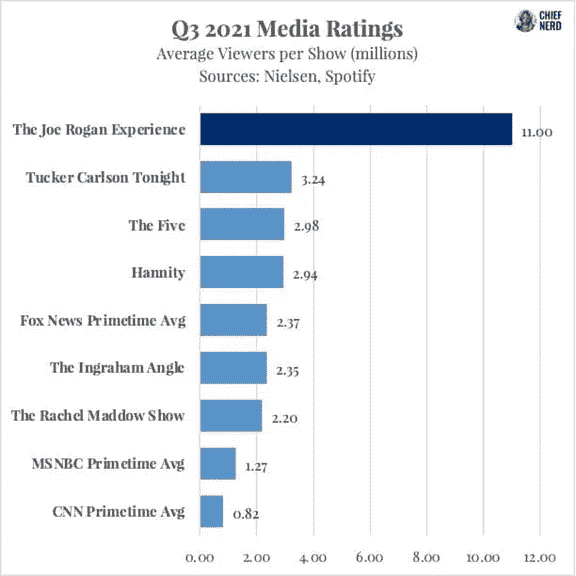 Q3 2021 Media Ratings
CHIEF
NERD
Average Viewers per Show (millions)
Sources: Nielsen, Spotify
The Joe Rogan Experience 11.00
Tucker Carlson Tonight 3.24
The Five 2.98
Hannity 2.94
Fox News Primetime Avg 2.37
The Ingraham Angle 2.35
The Rachel Maddow Show 2.20
MSNBC Primetime Avg 1.27
CNN Primetime Avg 0.82
0.00 2.00 4.00 6.00 8.00 10.00 12.00